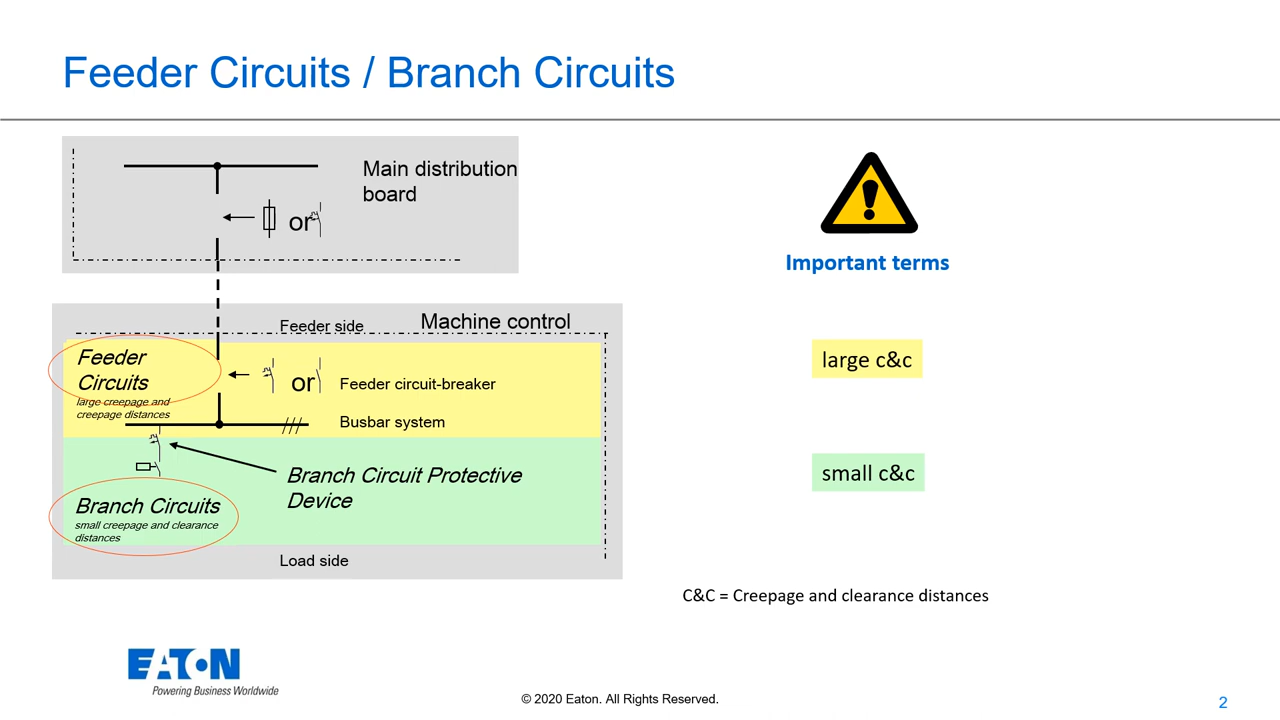 Feeder Circuits / Branch Circuits
Main distribution
board
or
Important terms
Feeder side
Machine control
Feeder
Circuits
large creepage and
creepage distances
or
Feeder circuit-breaker
Busbar system
large c&c
Branch Circuit Protective
Device
small c&c
Branch Circuits
small creepage and clearance
distances
Load side
C&C = Creepage and clearance distances
EATON
Powering Business Worldwide
© 2020 Eaton. All Rights Reserved.
2